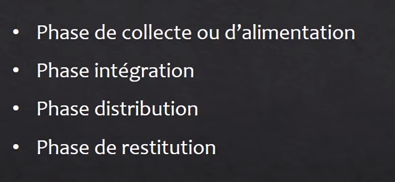 • Phase de collecte ou d’alimentation
• Phase intégration
• Phase distribution
• Phase de restitution